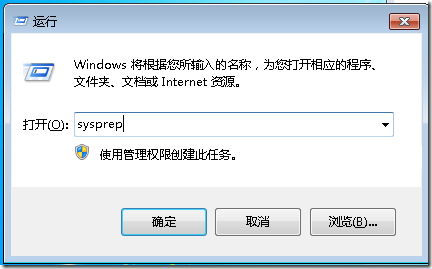 运行
Windows 将根据您所输入的名称，为您打开相应的程序、
文件夹、文档或 Internet 资源。
打开(O): sysprep
使用管理权限创建此任务。
确定 取消 浏览(B)...